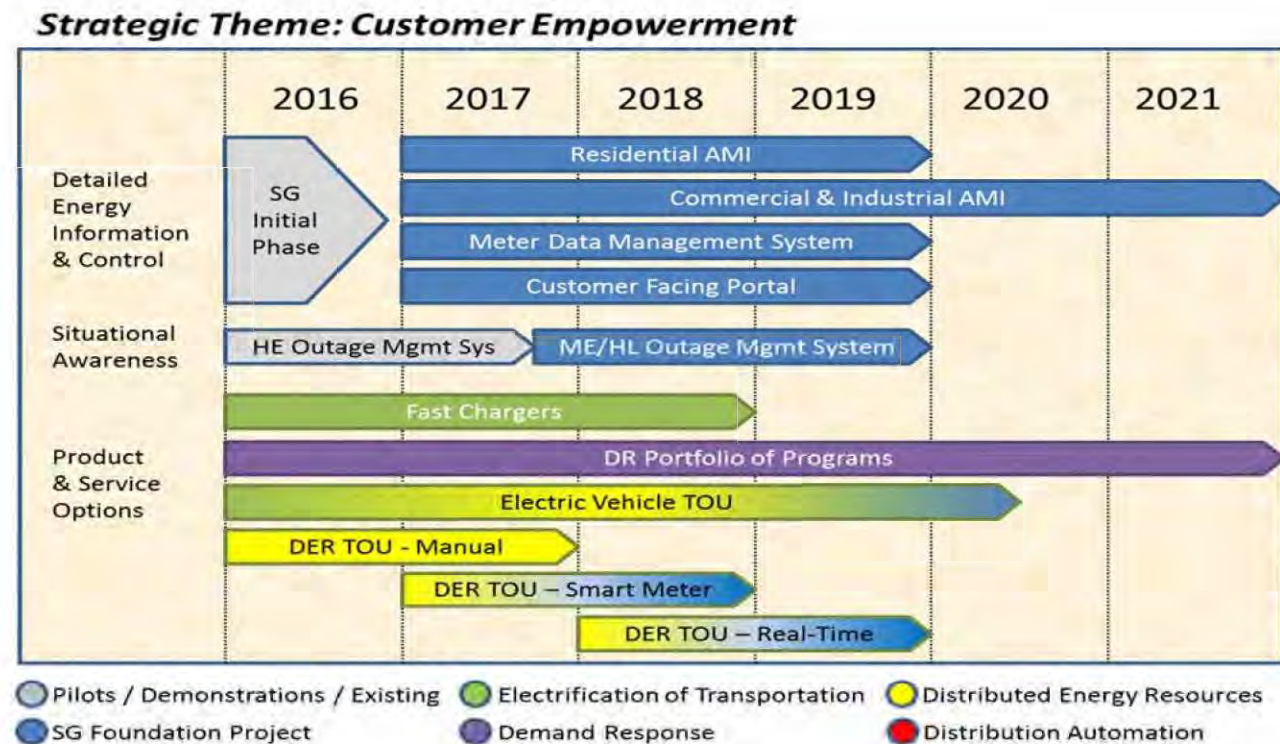 Strategic Theme: Customer Empowerment
2016 2017 2018 2019 2020 2021
Detailed
Energy
Information
& Control
SG
Initial
Phase
Residential AMI
Commercial & Industrial AMI
Meter Data Management System
Customer Facing Portal
Situational
Awareness
HE Outage Mgmt Sys
ME/HL Outage Mgmt System
Product
& Service
Options
Fast Chargers
DR Portfolio of Programs
Electric Vehicle TOU
DER TOU - Manual
DER TOU – Smart Meter
DER TOU – Real-Time
Pilots / Demonstrations / Existing
Electrification of Transportation
Distributed Energy Resources
SG Foundation Project
Demand Response
Distribution Automation